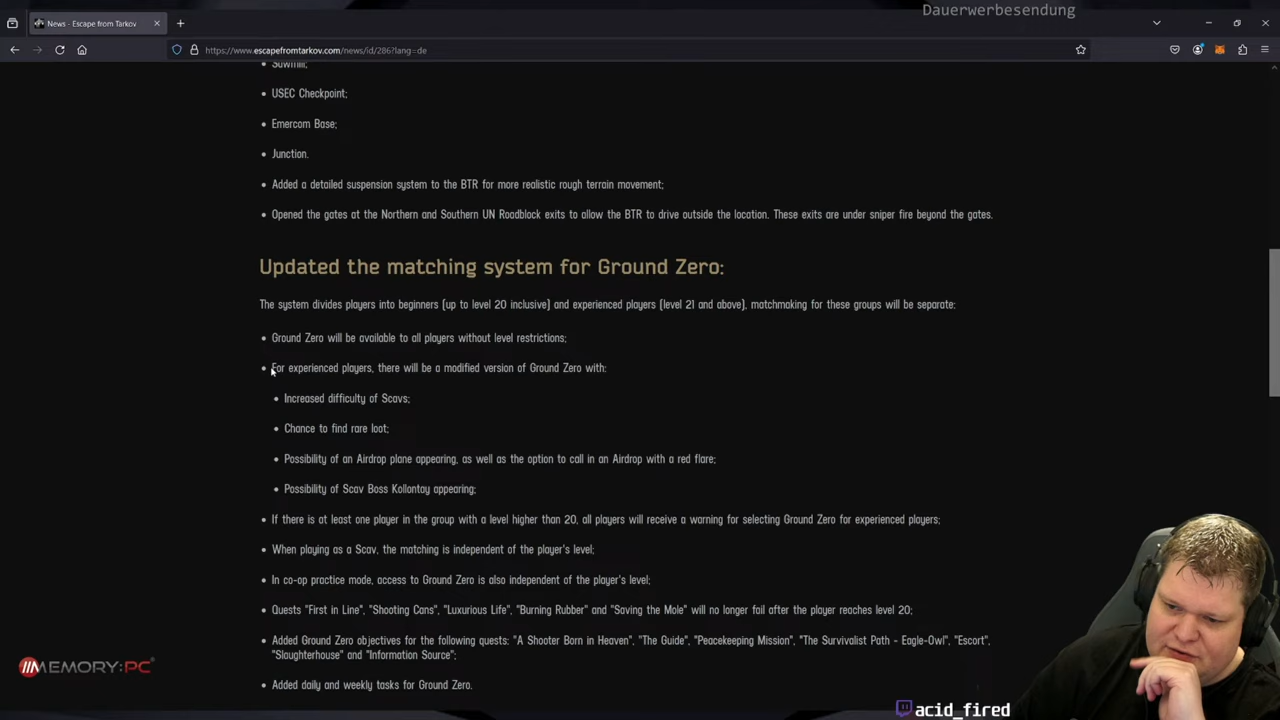 Dauerwerbesendung
News - Escape from Tarkov
https://www.escapefromtarkov.com/news/id/286?lang=de
Sawmill;
USEC Checkpoint;
Emercom Base;
Junction.
Added a detailed suspension system to the BTR for more realistic rough terrain movement;
Opened the gates at the Northern and Southern UN Roadblock exits to allow the BTR to drive outside the location. These exits are under sniper fire beyond the gates.
Updated the matching system for Ground Zero:
The system divides players into beginners (up to level 20 inclusive) and experienced players (level 21 and above), matchmaking for these groups will be separate:
Ground Zero will be available to all players without level restrictions;
For experienced players, there will be a modified version of Ground Zero with:
Increased difficulty of Scavs;
Chance to find rare loot;
Possibility of an Airdrop plane appearing, as well as the option to call in an Airdrop with a red flare;
Possibility of Scav Boss Kollontay appearing;
If there is at least one player in the group with a level higher than 20, all players will receive a warning for selecting Ground Zero for experienced players;
When playing as a Scav, the matching is independent of the player's level;
In co-op practice mode, access to Ground Zero is also independent of the player's level;
Quests "First in Line", "Shooting Cans", "Luxurious Life", "Burning Rubber" and "Saving the Mole" will no longer fail after the player reaches level 20;
Added Ground Zero objectives for the following quests: "A Shooter Born in Heaven", "The Guide", "Peacekeeping Mission", "The Survivalist Path - Eagle-Owl", "Escort",
"Slaughterhouse" and "Information Source";
Added daily and weekly tasks for Ground Zero.
MEMORY:PC
acid_fired